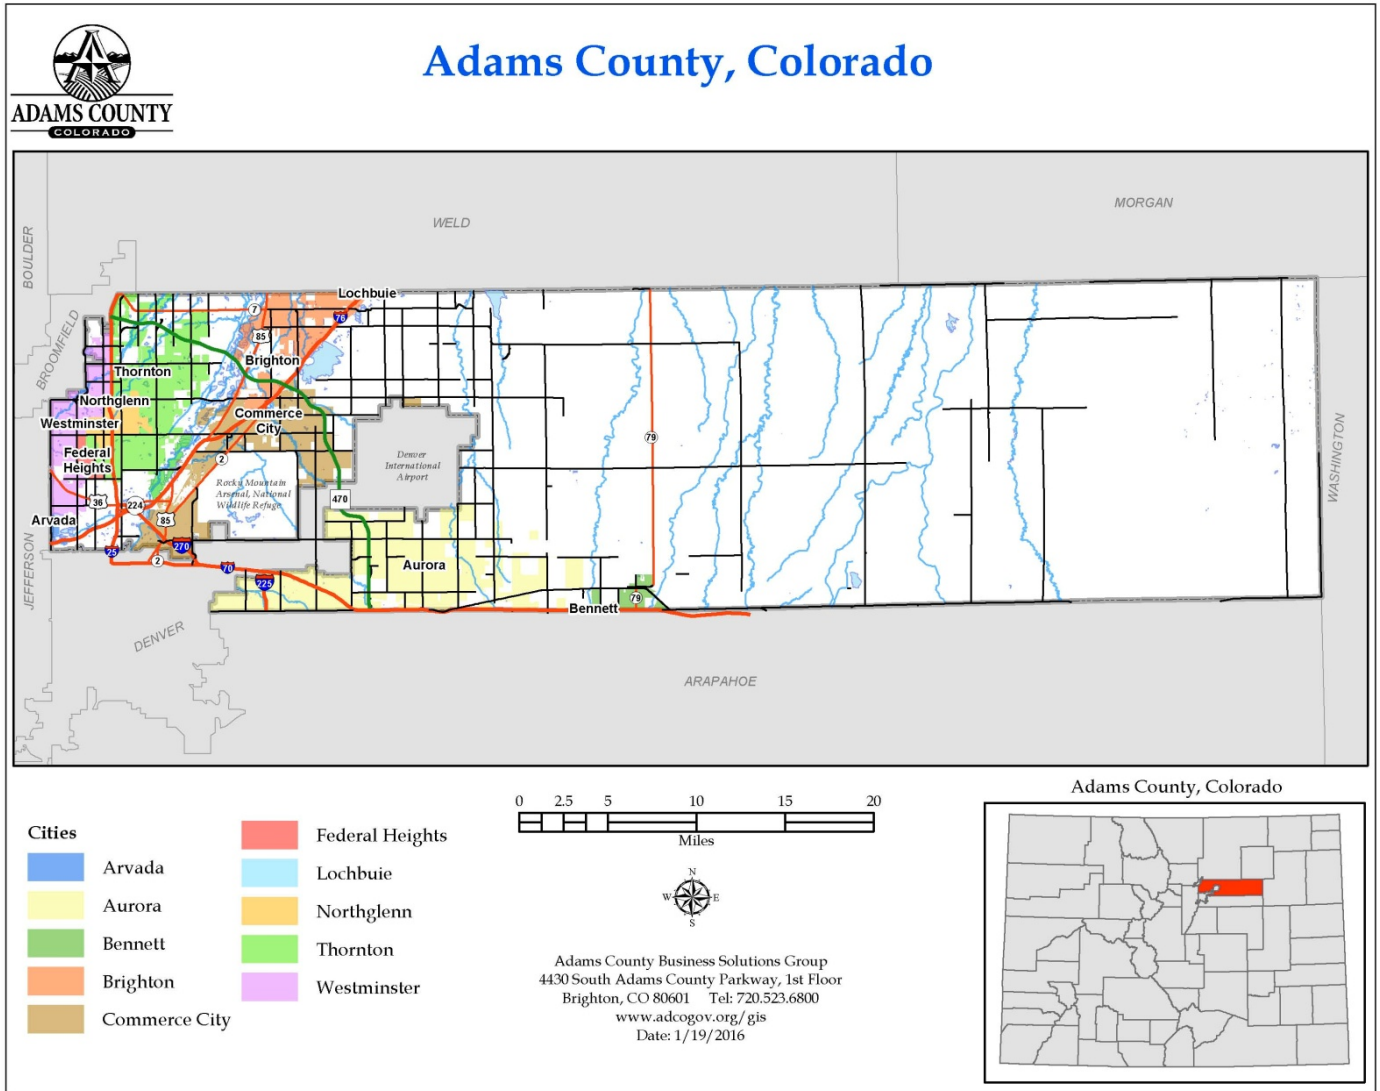 Adams County, Colorado
ADAMS COUNTY
COLORADO
WELD
MORGAN
BOULDER
BROOMFIELD
JEFFERSON
DENVER
ARAPAHOE
WASHINGTON
Lochbuie
7
76
85
Brighton
Thornton
Northglenn
Commerce
City
Westminster
Federal
Heights
2
Denver
International
Airport
79
Rocky Mountain
Arsenal, National
Wildlife Refuge
36
224
470
85
Arvada
25
270
2
70
Aurora
225
Bennett
79
Cities
Arvada
Aurora
Bennett
Brighton
Commerce City
Federal Heights
Lochbuie
Northglenn
Thornton
Westminster
0 2.5 5 10 15 20
Miles
N
W E
S
Adams County Business Solutions Group
4430 South Adams County Parkway, 1st Floor
Brighton, CO 80601 Tel: 720.523.6800
www.adcogov.org/gis
Date: 1/19/2016
Adams County, Colorado